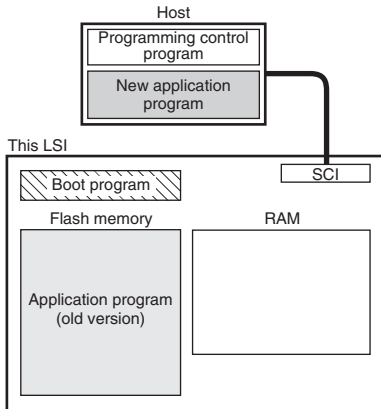 Host
Programming control
program
New application
program
This LSI
Boot program
SCI
Flash memory
RAM
Application program
(old version)